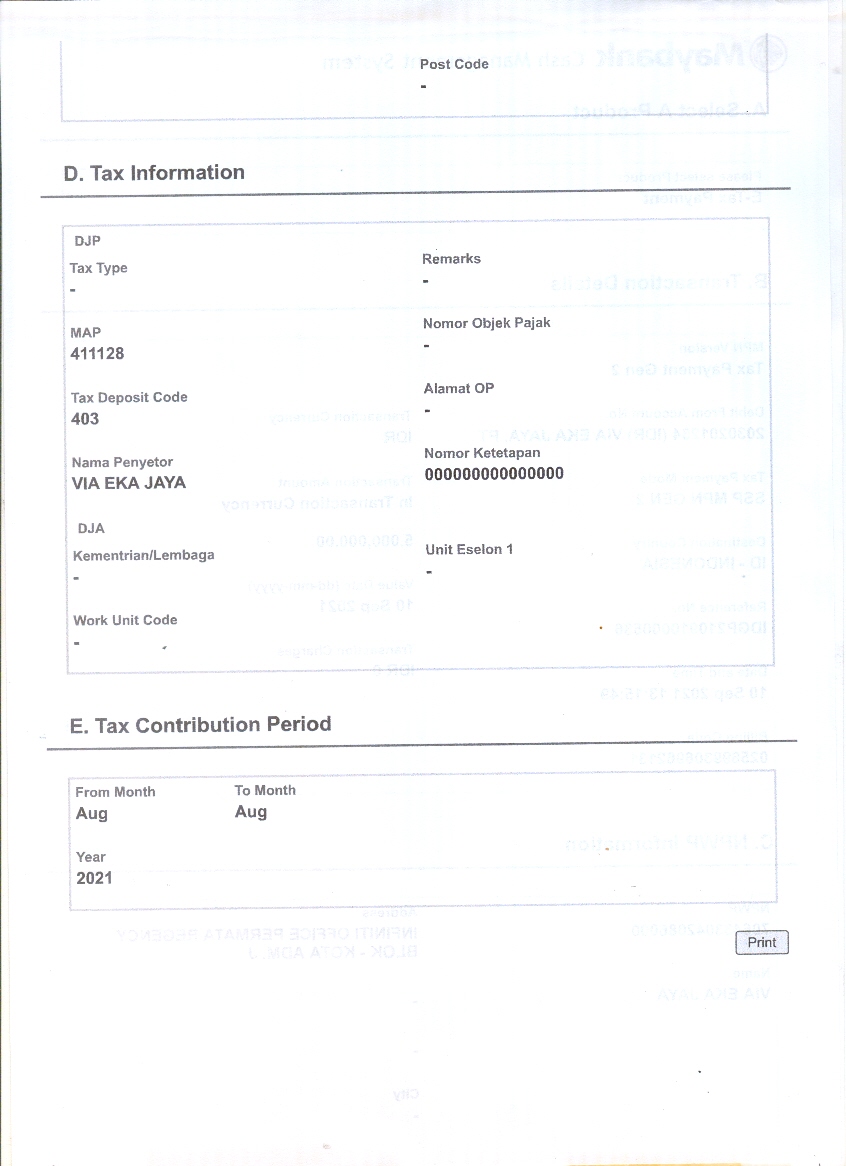 Post Code
-
D. Tax Information
DJP
Tax Type
-
Remarks
-
MAP
411128
Nomor Objek Pajak
-
Tax Deposit Code
403
Alamat OP
-
Nama Penyetor
VIA EKA JAYA
Nomor Ketetapan
000000000000000
DJA
Kementrian/Lembaga
-
Unit Eselon 1
-
Work Unit Code
-
E. Tax Contribution Period
From Month
Aug
To Month
Aug
Year
2021
Print